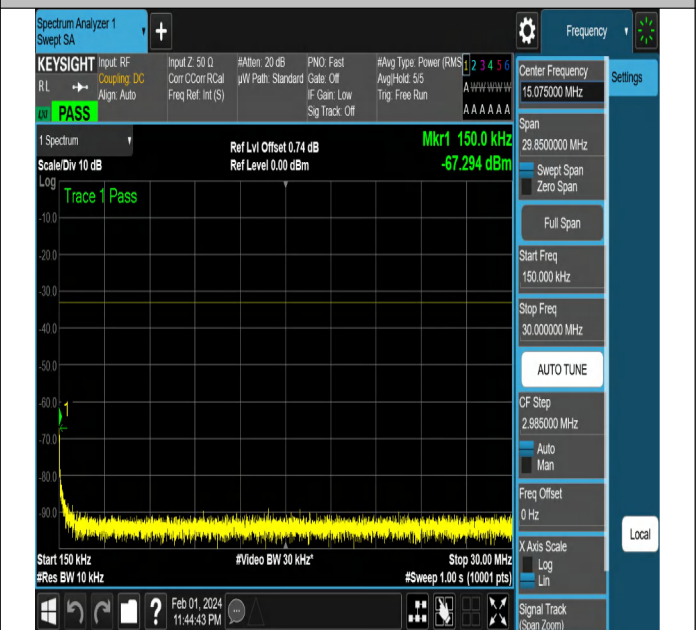 Spectrum Analyzer 1
Swept SA
+
Frequency
KEYSIGHT
RL
PASS
Input: RF
Coupling: DC
Align: Auto
Input Z: 50 Ω
Corr CCorr RCal
Freq Ref: Int (S)
#Atten: 20 dB
µW Path: Standard
PNO: Fast
Gate: Off
IF Gain: Low
Sig Track: Off
#Avg Type: Power (RMS
Avg|Hold: 5/5
Trig: Free Run
1 2 3 4 5 6
A W W W W W
A A A A A A
1 Spectrum
Scale/Div 10 dB
Ref Lvl Offset 0.74 dB
Ref Level 0.00 dBm
Mkr1 150.0 kHz
-67.294 dBm
Log
Trace 1 Pass
-10.0
-20.0
-30.0
-40.0
-50.0
-60.0
1
-70.0
-80.0
-90.0
Start 150 kHz
#Video BW 30 kHz*
Stop 30.00 MHz
#Res BW 10 kHz
#Sweep 1.00 s (10001 pts)
Feb 01, 2024
11:44:43 PM
?
Settings
Center Frequency
15.075000 MHz
Span
29.8500000 MHz
Swept Span
Zero Span
Full Span
Start Freq
150.000 kHz
Stop Freq
30.000000 MHz
AUTO TUNE
CF Step
2.985000 MHz
Auto
Man
Freq Offset
0 Hz
X Axis Scale
Log
Lin
Signal Track
(Span Zoom)
Local